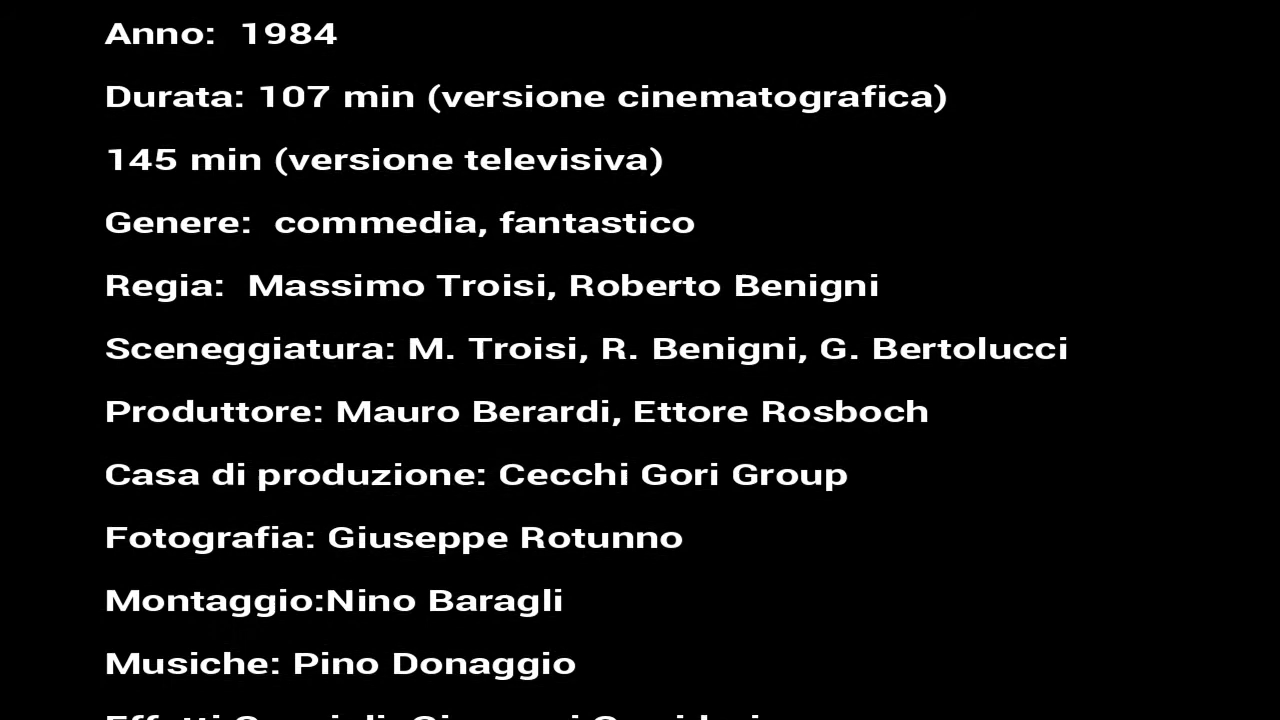 Anno:  1984
Durata: 107 min (versione cinematografica)
145 min (versione televisiva)
Genere:  commedia, fantastico
Regia:  Massimo Troisi, Roberto Benigni
Sceneggiatura: M. Troisi, R. Benigni, G. Bertolucci
Produttore: Mauro Berardi, Ettore Rosboch
Casa di produzione: Cecchi Gori Group
Fotografia: Giuseppe Rotunno
Montaggio:Nino Baragli
Musiche: Pino Donaggio